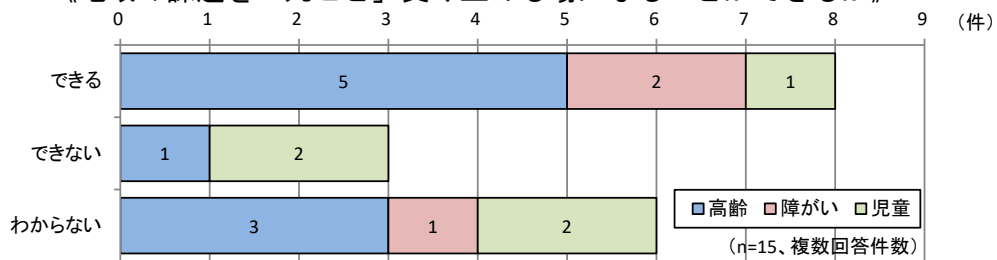 0 1 2 3 4 5 6 7 8 9 (件)
できる 5 2 1
できない 1 2
わからない 3 1 2
高齢 障がい 児童
(n=15、複数回答件数)